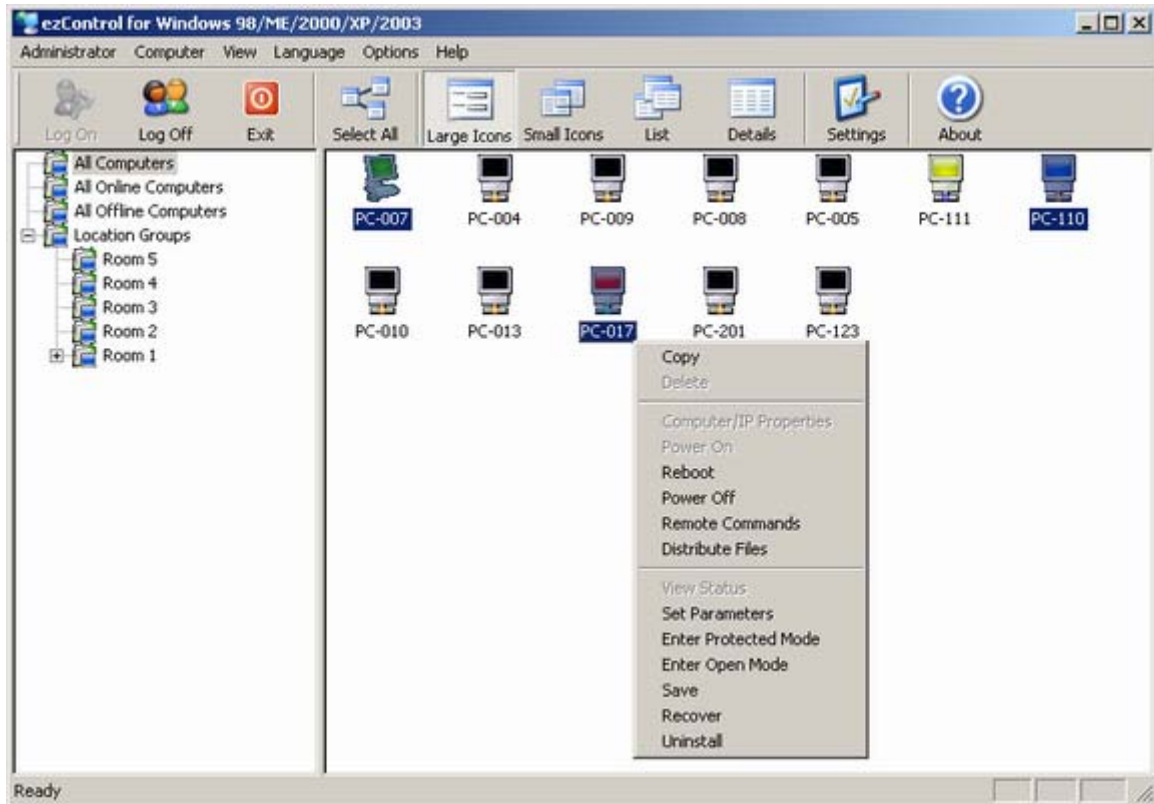 ezControl for Windows 98/ME/2000/XP/2003
Administrator Computer View Language Options Help
Log On Log Off Exit Select All Large Icons Small Icons List Details Settings About
All Computers
All Online Computers
All Offline Computers
Location Groups
Room 5
Room 4
Room 3
Room 2
Room 1
PC-007 PC-004 PC-009 PC-008 PC-005 PC-111 PC-110
PC-010 PC-013 PC-017 PC-201 PC-123
Copy
Delete
Computer/IP Properties
Power On
Reboot
Power Off
Remote Commands
Distribute Files
View Status
Set Parameters
Enter Protected Mode
Enter Open Mode
Save
Recover
Uninstall
Ready